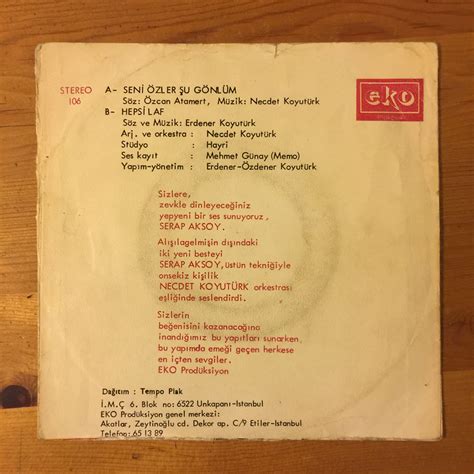 STEREO
106
A- SENİ ÖZLER ŞU GÖNLÜM
Söz: Özcan Atamert, Müzik: Necdet Koyutürk
B- HEPSİ LAF
Söz ve Müzik: Erdener Koyutürk
Arj. ve orkestra : Necdet Koyutürk
Stüdyo : Hayri
Ses kayıt : Mehmet Günay (Memo)
Yapım-yönetim : Erdener-Özdener Koyutürk
eko
Sizlere,
zevkle dinleyeceğiniz
yepyeni bir ses sunuyoruz,
SERAP AKSOY.
Alışılagelmişin dışındaki
iki yeni besteyi
SERAP AKSOY, üstün tekniğiyle
onsekiz kişilik
NECDET KOYUTÜRK orkestrası
eşliğinde seslendirdi.
Sizlerin
beğenisini kazanacağına
inandığımız bu yapıtları sunarken
bu yapımda emeği geçen herkese
en içten sevgiler.
EKO Prodüksiyon
Dağıtım : Tempo Plak
İ.M.Ç 6. Blok no: 6522 Unkapanı-İstanbul
EKO Prodüksiyon genel merkezi:
Akatlar, Zeytinoğlu cd. Dekor ap. C/9 Etiler-İstanbul
Telefon: 65 13 89